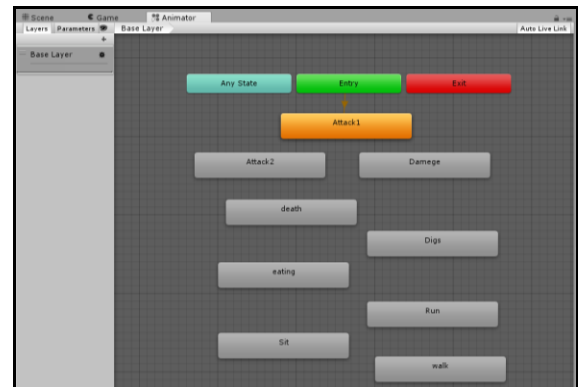 Scene Game Animator
Layers Parameters Base Layer Auto Live Link
+
Base Layer
Any State Entry Exit
Attack1
Attack2 Damege
death
Digs
eating
Run
Sit
walk